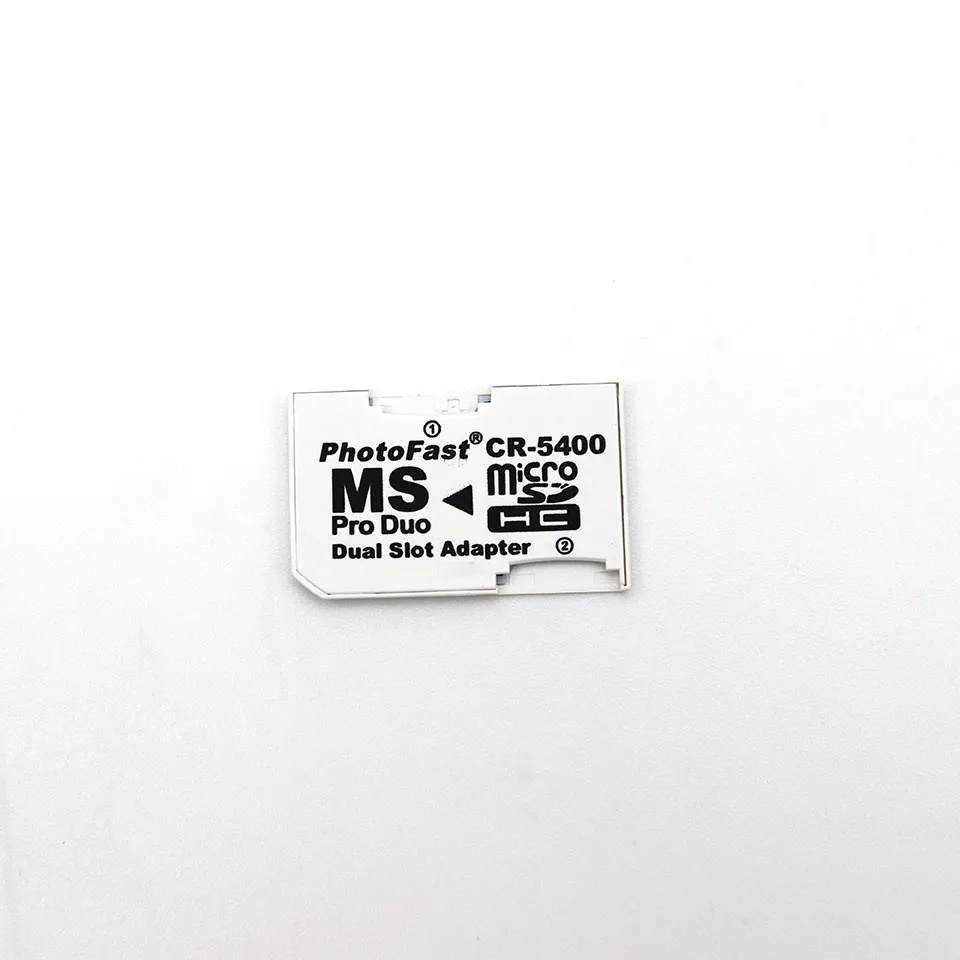 ①
PhotoFast® CR-5400
MS
Pro Duo
micro
SD
HC
Dual Slot Adapter ②